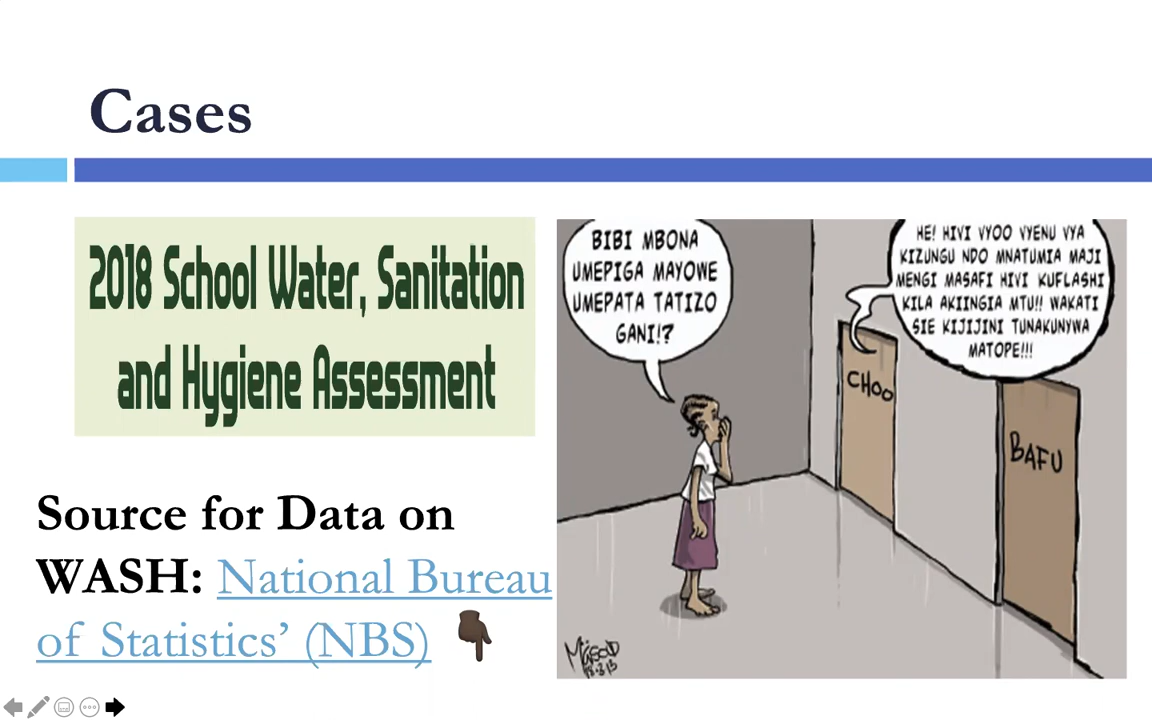 Cases
2018 School Water, Sanitation
and Hygiene Assessment
Source for Data on
WASH: National Bureau
of Statistics’ (NBS)
BIBI MBONA
UMEPIGA MAYOWE
UMEPATA TATIZO
GANI!?
HE! HIVI VYOO VYENU VYA
KIZUNGU NDO MNATUMIA MAJI
MENGI MASAFI HIVI KUFLASHI
KILA AKIINGIA MTU!! WAKATI
SIE KIJIJINI TUNAKUNYWA
MATOPE!!!
CHOO
BAFU